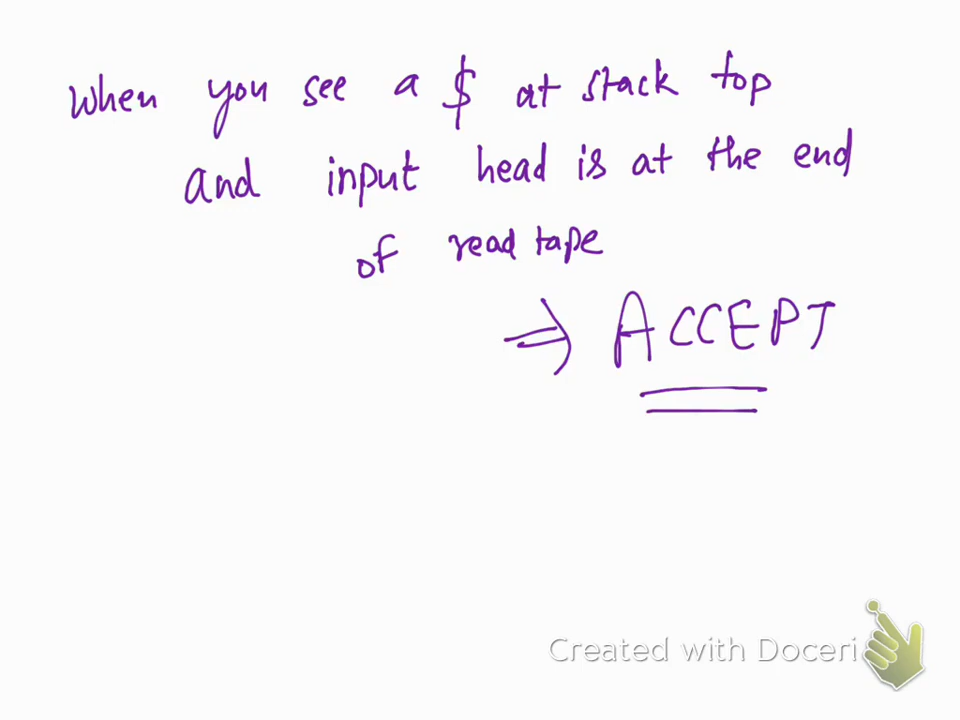 When you see a $ at stack top
and input head is at the end
of read tape
⇒ ACCEPT
Created with Doceri